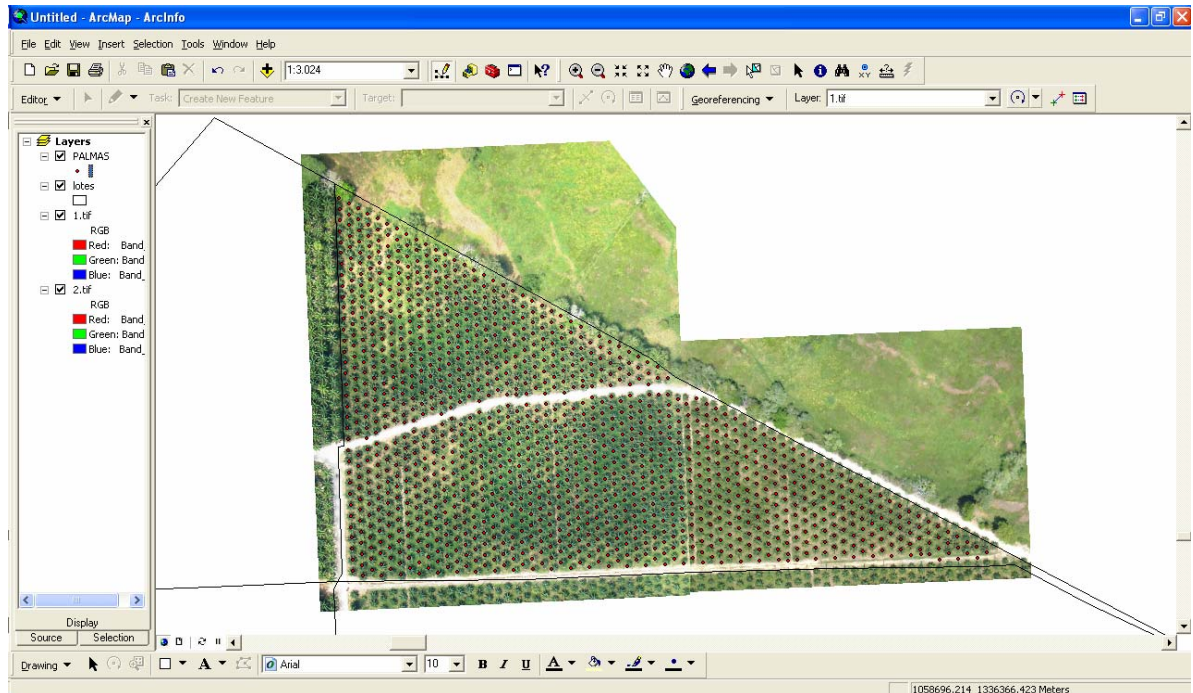 Untitled - ArcMap - ArcInfo
File Edit View Insert Selection Tools Window Help
1:3.024
Editor Task: Create New Feature Target: Georeferencing Layer: 1.tif
Layers
PALMAS
lotes
1.tif
RGB
Red: Band_
Green: Band
Blue: Band_
2.tif
RGB
Red: Band
Green: Band
Blue: Band_
Display
Source Selection
Drawing A Arial 10 B I U A
1058696.214 1336366.423 Meters